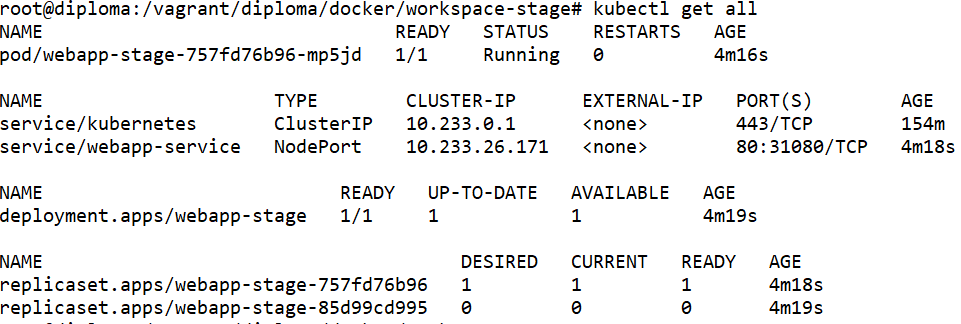 root@diploma:/vagrant/diploma/docker/workspace-stage# kubectl get all
NAME READY STATUS RESTARTS AGE
pod/webapp-stage-757fd76b96-mp5jd 1/1 Running 0 4m16s
NAME TYPE CLUSTER-IP EXTERNAL-IP PORT(S) AGE
service/kubernetes ClusterIP 10.233.0.1 <none> 443/TCP 154m
service/webapp-service NodePort 10.233.26.171 <none> 80:31080/TCP 4m18s
NAME READY UP-TO-DATE AVAILABLE AGE
deployment.apps/webapp-stage 1/1 1 1 4m19s
NAME DESIRED CURRENT READY AGE
replicaset.apps/webapp-stage-757fd76b96 1 1 1 4m18s
replicaset.apps/webapp-stage-85d99cd995 0 0 0 4m19s